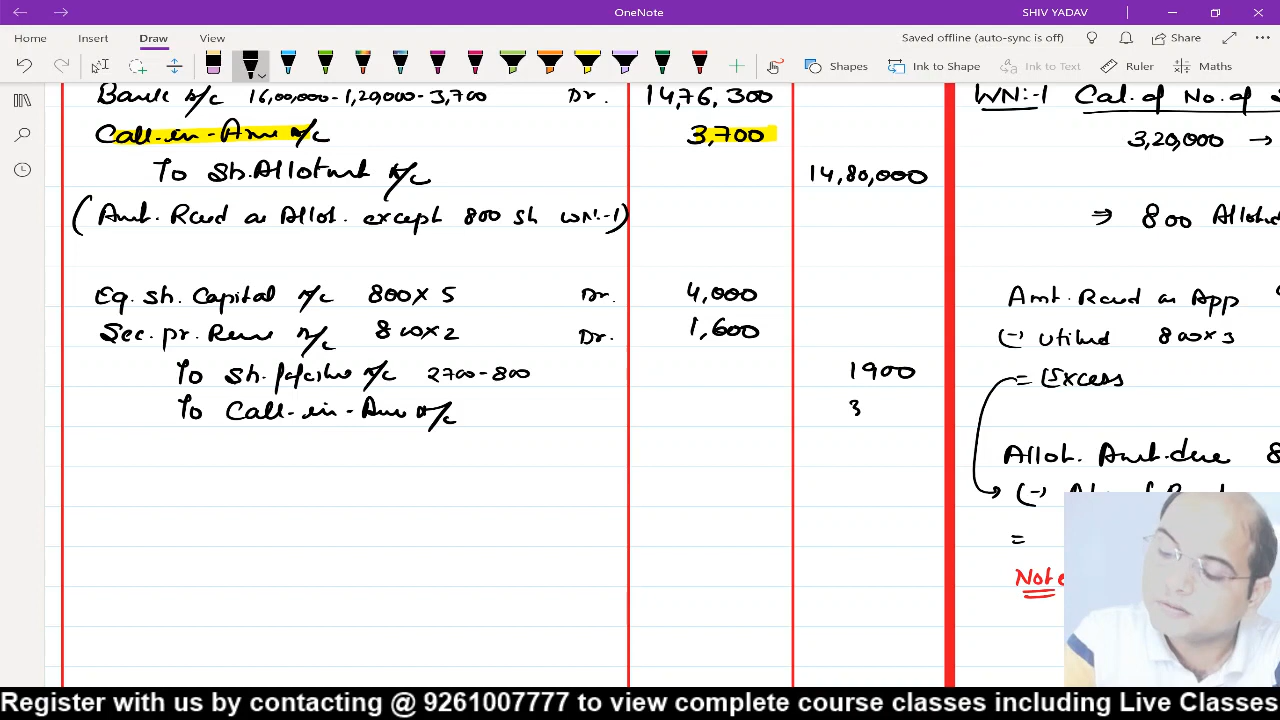 OneNote
SHIV YADAV
Home Insert Draw View
Saved offline (auto-sync is off)
Share
Shapes
Ink to Shape
Ink to Text
Ruler
Maths
Bank A/c 16,00,000-1,20,000-3,700 Dr. 14,76,300
Call-in-Arre A/c 3,700
To Sh.Allotmt A/c 14,80,000
(Amt. Recd on Allot. except 800 Sh WN:-1)
Eq. Sh. Capital A/c 800×5 Dr. 4,000
Sec. pr. Rese A/c 800×2 Dr. 1,600
To Sh. A/c 2700-800 1900
To Call-in-Arre A/c 3
WN:-1 Cal. of No. of S
3,20,000 →
⇒ 800 Allot
Amt. Recd on App
(-) Utilised 800×3
= Excess
Allot. Amt. due 8
(-)
=
Note
Register with us by contacting @ 9261007777 to view complete course classes including Live Classes